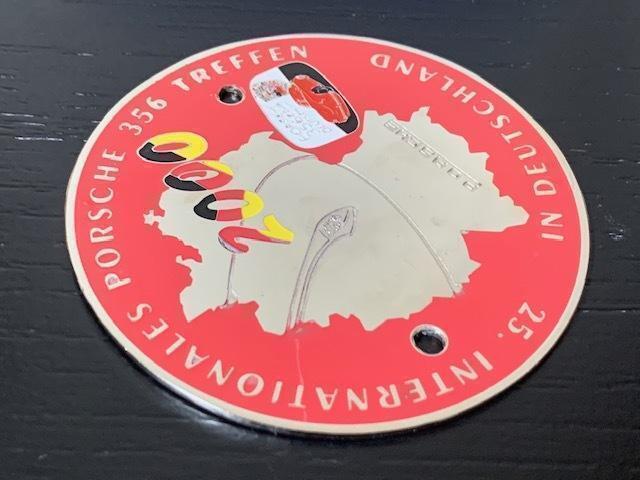 25. INTERNATIONALES PORSCHE 356 TREFFEN
IN DEUTSCHLAND
2000
PORSCHE